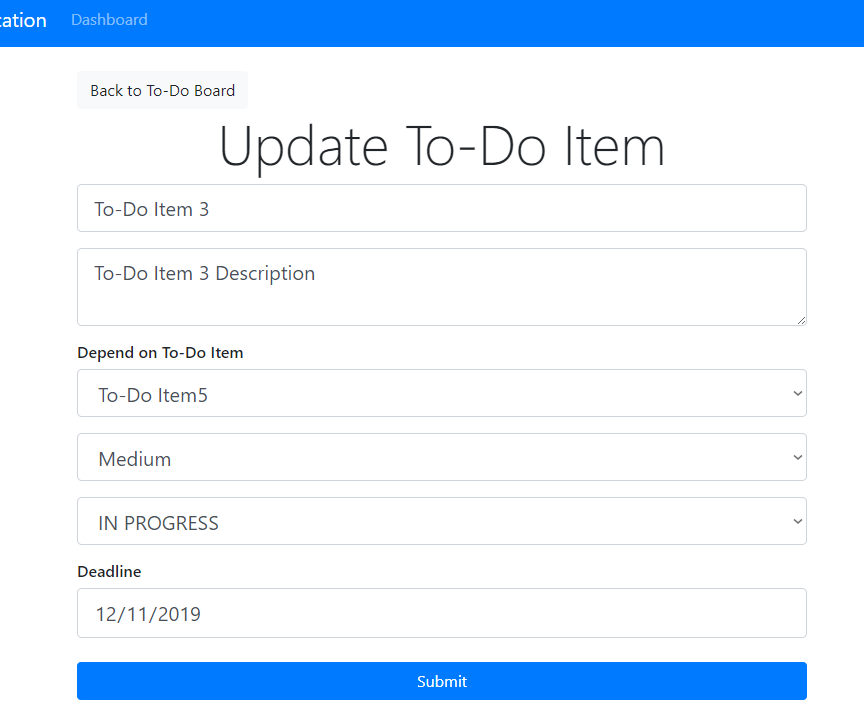 Dashboard
Back to To-Do Board
Update To-Do Item
To-Do Item 3
To-Do Item 3 Description
Depend on To-Do Item
To-Do Item5
Medium
IN PROGRESS
Deadline
12/11/2019
Submit